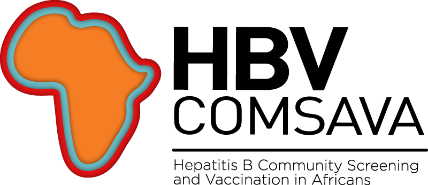 HBV
COMSAVA
Hepatitis B Community Screening
and Vaccination in Africans